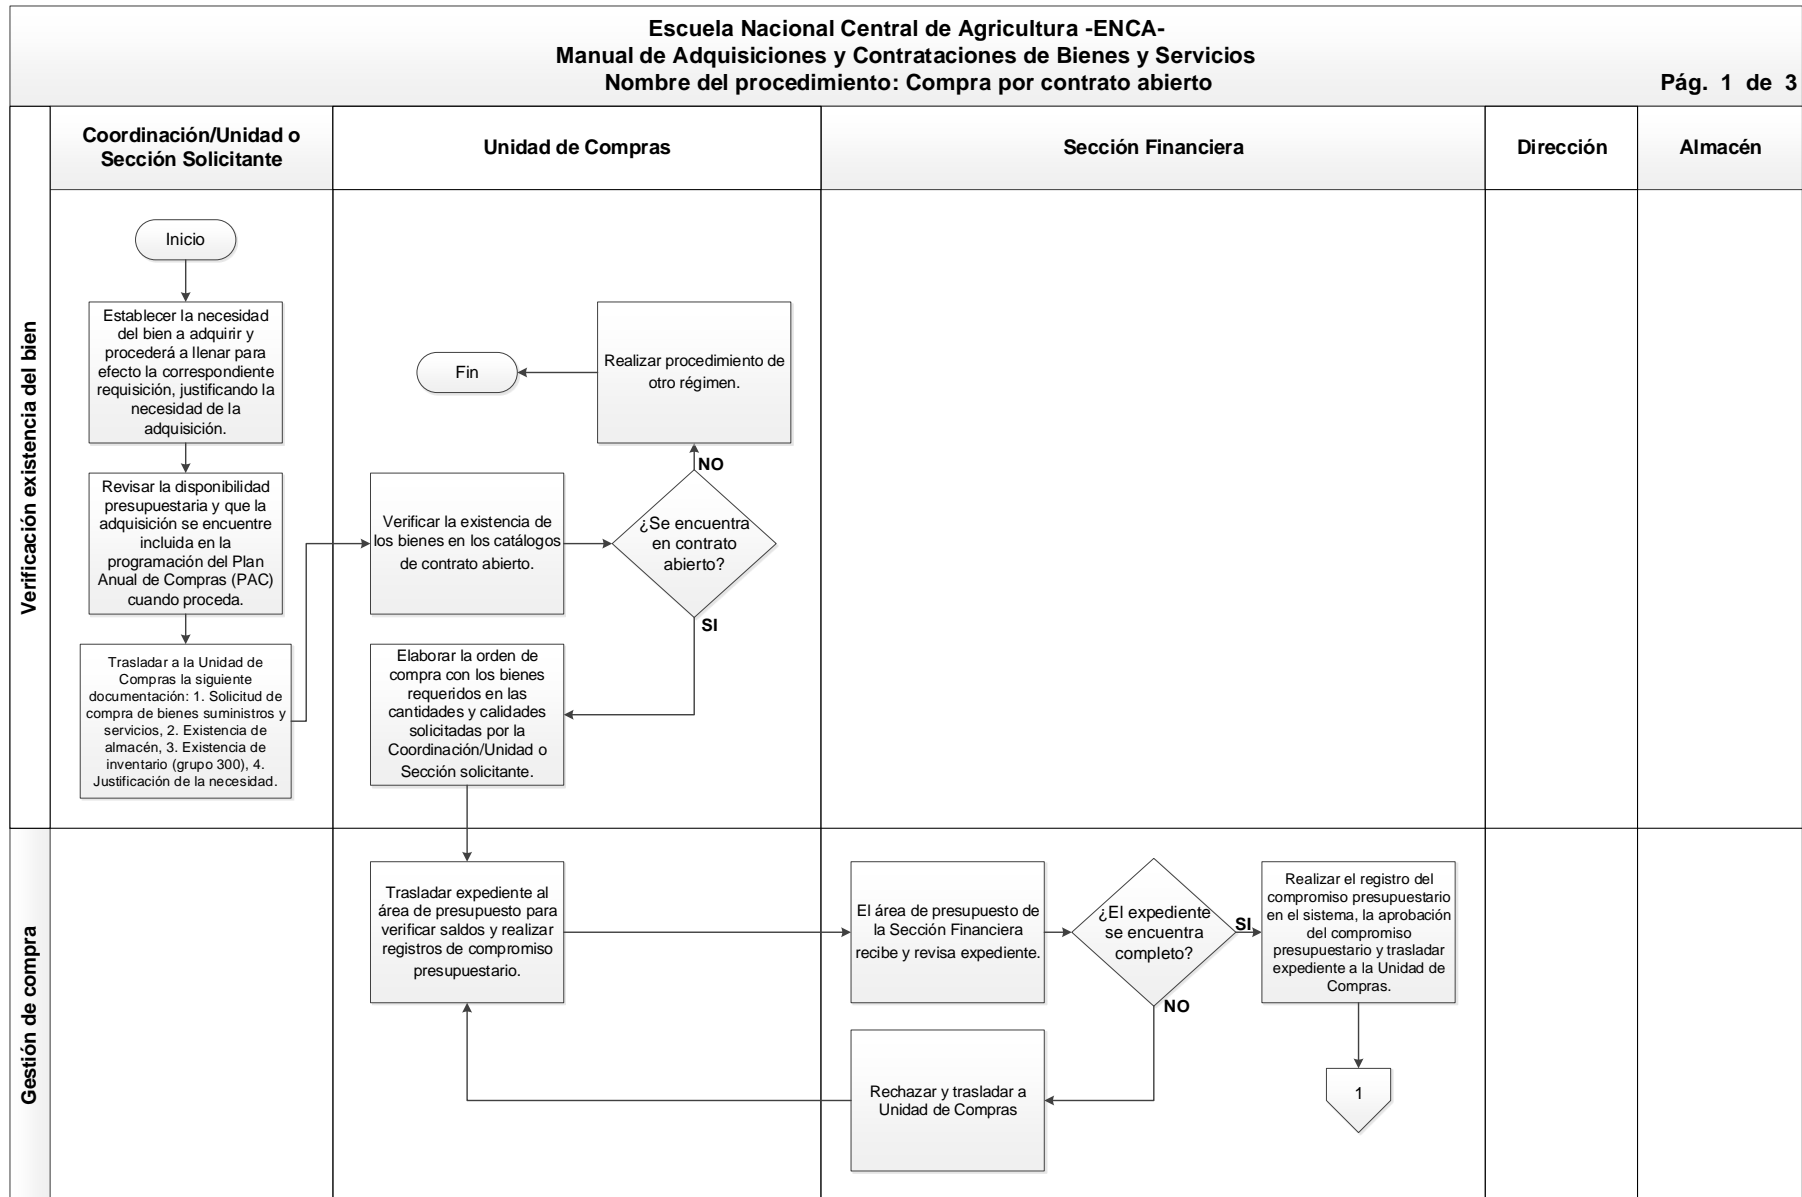 Escuela Nacional Central de Agricultura -ENCA-
Manual de Adquisiciones y Contrataciones de Bienes y Servicios
Nombre del procedimiento: Compra por contrato abierto
Pág. 1 de 3
Coordinación/Unidad o
Sección Solicitante
Unidad de Compras
Sección Financiera
Dirección
Almacén
Verificación existencia del bien
Inicio
Establecer la necesidad
del bien a adquirir y
procederá a llenar para
efecto la correspondiente
requisición, justificando la
necesidad de la
adquisición.
Revisar la disponibilidad
presupuestaria y que la
adquisición se encuentre
incluida en la
programación del Plan
Anual de Compras (PAC)
cuando proceda.
Trasladar a la Unidad de
Compras la siguiente
documentación: 1. Solicitud de
compra de bienes suministros y
servicios, 2. Existencia de
almacén, 3. Existencia de
inventario (grupo 300), 4.
Justificación de la necesidad.
Fin
Realizar procedimiento de
otro régimen.
NO
Verificar la existencia de
los bienes en los catálogos
de contrato abierto.
¿Se encuentra
en contrato
abierto?
SI
Elaborar la orden de
compra con los bienes
requeridos en las
cantidades y calidades
solicitadas por la
Coordinación/Unidad o
Sección solicitante.
Gestión de compra
Trasladar expediente al
área de presupuesto para
verificar saldos y realizar
registros de compromiso
presupuestario.
El área de presupuesto de
la Sección Financiera
recibe y revisa expediente.
¿El expediente
se encuentra
completo?
SI
NO
Realizar el registro del
compromiso presupuestario
en el sistema, la aprobación
del compromiso
presupuestario y trasladar
expediente a la Unidad de
Compras.
Rechazar y trasladar a
Unidad de Compras
1